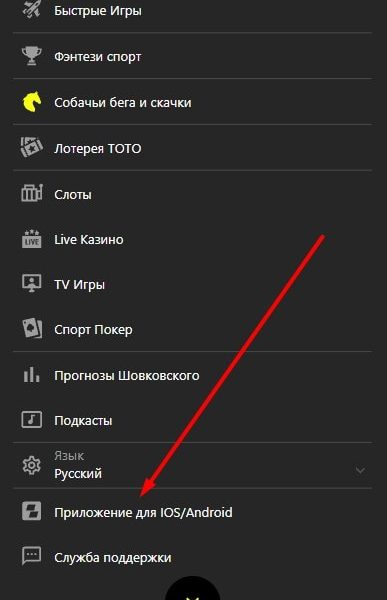 Быстрые Игры
Фэнтези спорт
Собачьи бега и скачки
Лотерея ТОТО
Слоты
LIVE
Live Казино
TV Игры
Спорт Покер
Прогнозы Шовковского
Подкасты
Язык
Русский
Приложение для IOS/Android
Служба поддержки